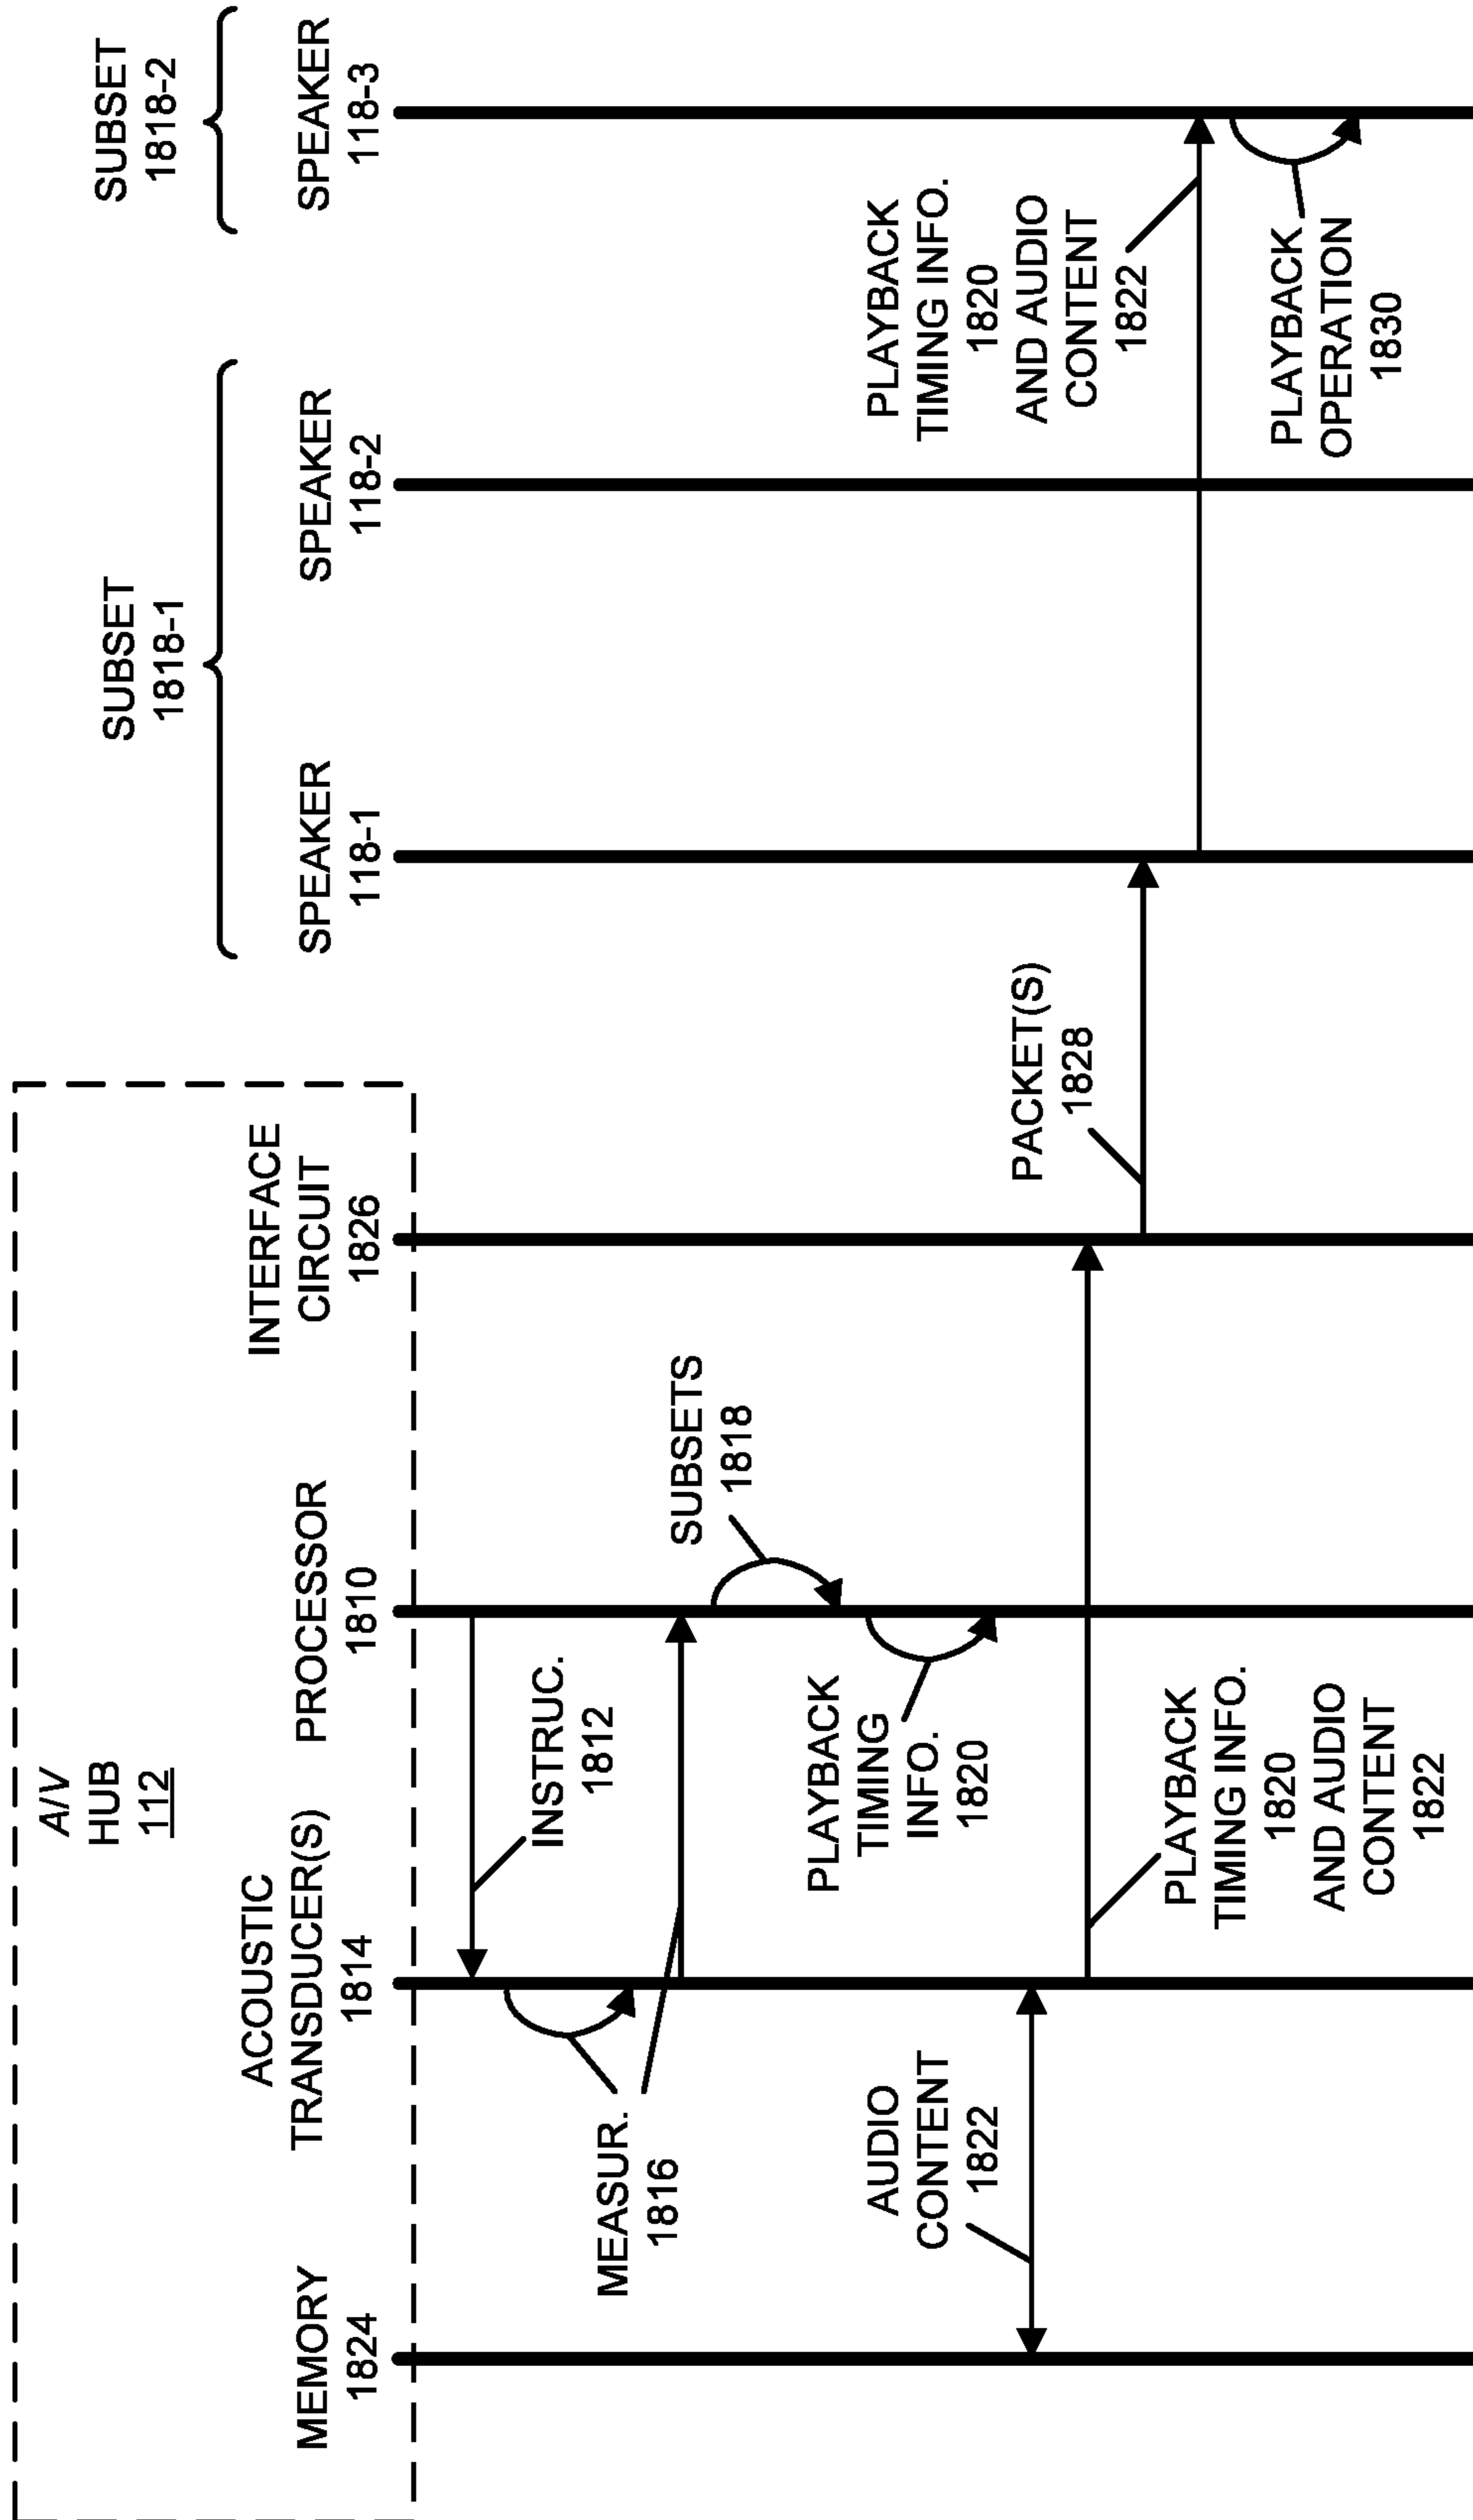 A/V
HUB
112
SUBSET
1818-1
SUBSET
1818-2
MEMORY
1824
ACOUSTIC
TRANSDUCER(S)
1814
PROCESSOR
1810
INTERFACE
CIRCUIT
1826
SPEAKER
118-1
SPEAKER
118-2
SPEAKER
118-3
INSTRUC.
1812
MEASUR.
1816
SUBSETS
1818
PLAYBACK
TIMING
INFO.
1820
AUDIO
CONTENT
1822
PLAYBACK
TIMING INFO.
1820
AND AUDIO
CONTENT
1822
PACKET(S)
1828
PLAYBACK
TIMING INFO.
1820
AND AUDIO
CONTENT
1822
PLAYBACK
OPERATION
1830